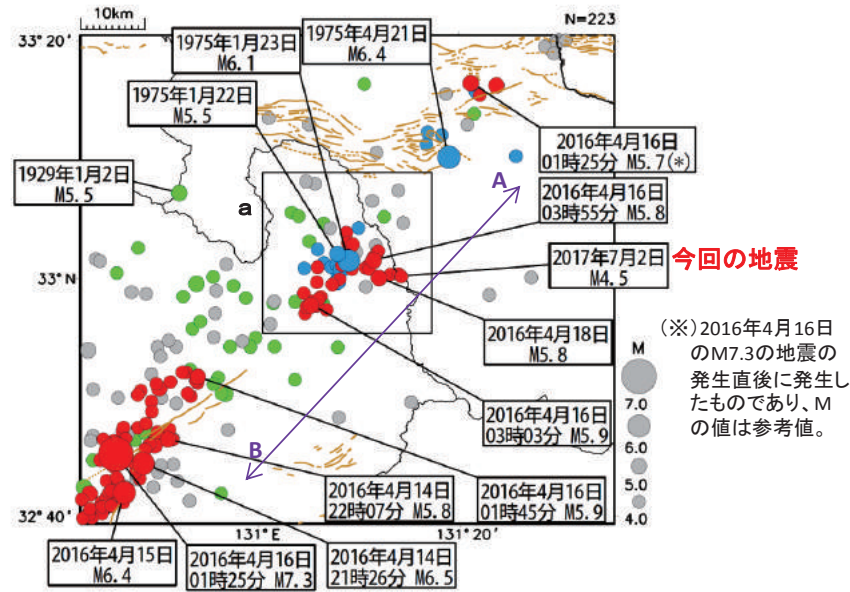 10km
N=223
33°20′
1975年1月23日
M6.1
1975年4月21日
M6.4
1975年1月22日
M5.5
2016年4月16日
01時25分 M5.7(*)
1929年1月2日
M5.5
A
a
2016年4月16日
03時55分 M5.8
2017年7月2日
M4.5
今回の地震
33°N
2016年4月18日
M5.8
(※)2016年4月16日
のM7.3の地震の
発生直後に発生し
たものであり、M
の値は参考値。
M
7.0
6.0
5.0
4.0
2016年4月16日
03時03分 M5.9
B
2016年4月14日
22時07分 M5.8
2016年4月16日
01時45分 M5.9
32°40′
131°E
131°20′
2016年4月15日
M6.4
2016年4月16日
01時25分 M7.3
2016年4月14日
21時26分 M6.5